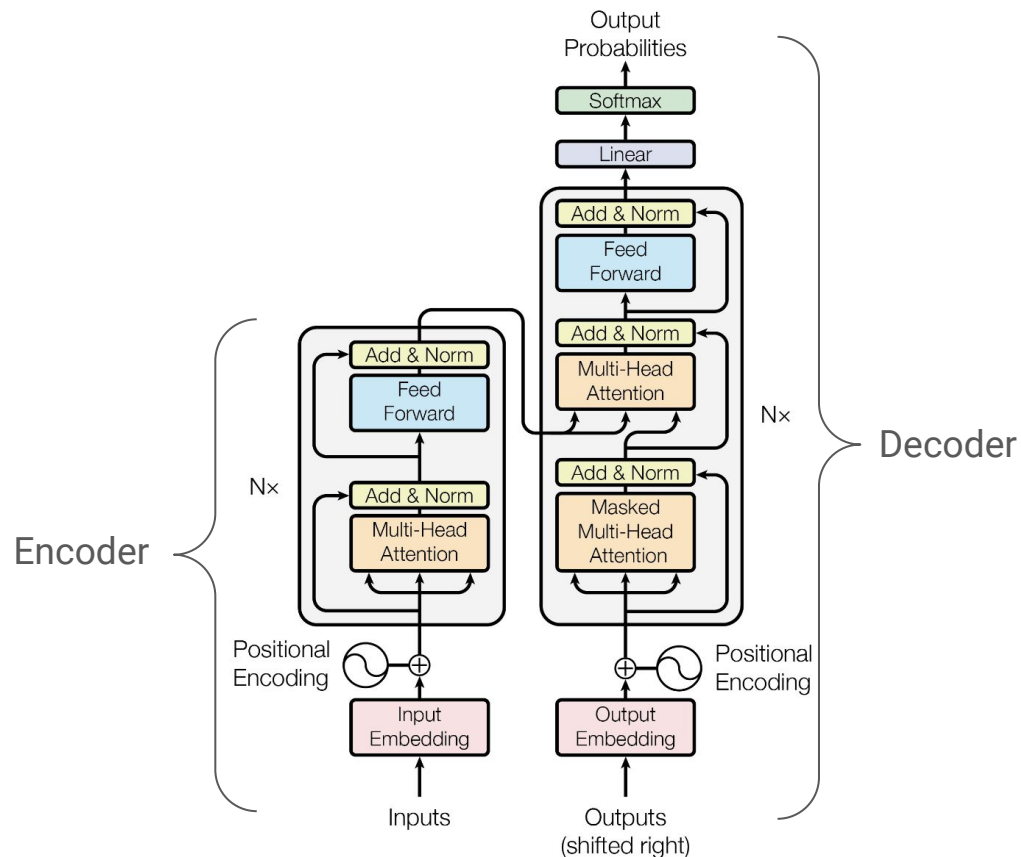 Output
Probabilities
Softmax
Linear
Add & Norm
Feed
Forward
Add & Norm
Multi-Head
Attention
N×
Add & Norm
Masked
Multi-Head
Attention
Decoder
Add & Norm
Feed
Forward
N×
Add & Norm
Multi-Head
Attention
Encoder
Positional
Encoding
Positional
Encoding
Input
Embedding
Output
Embedding
Inputs
Outputs
(shifted right)